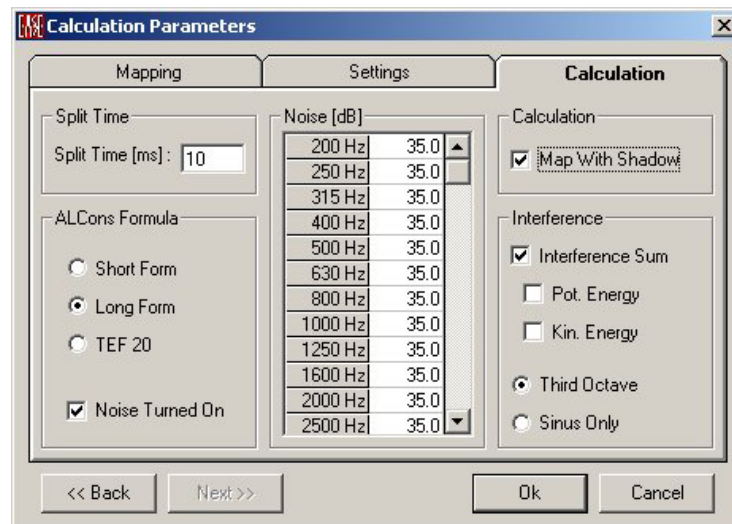 EASE Calculation Parameters
Mapping
Settings
Calculation
Split Time
Split Time [ms] :
10
ALCons Formula
Short Form
Long Form
TEF 20
Noise Turned On
Noise [dB]
200 Hz 35.0
250 Hz 35.0
315 Hz 35.0
400 Hz 35.0
500 Hz 35.0
630 Hz 35.0
800 Hz 35.0
1000 Hz 35.0
1250 Hz 35.0
1600 Hz 35.0
2000 Hz 35.0
2500 Hz 35.0
Calculation
Map With Shadow
Interference
Interference Sum
Pot. Energy
Kin. Energy
Third Octave
Sinus Only
<< Back
Next >>
Ok
Cancel